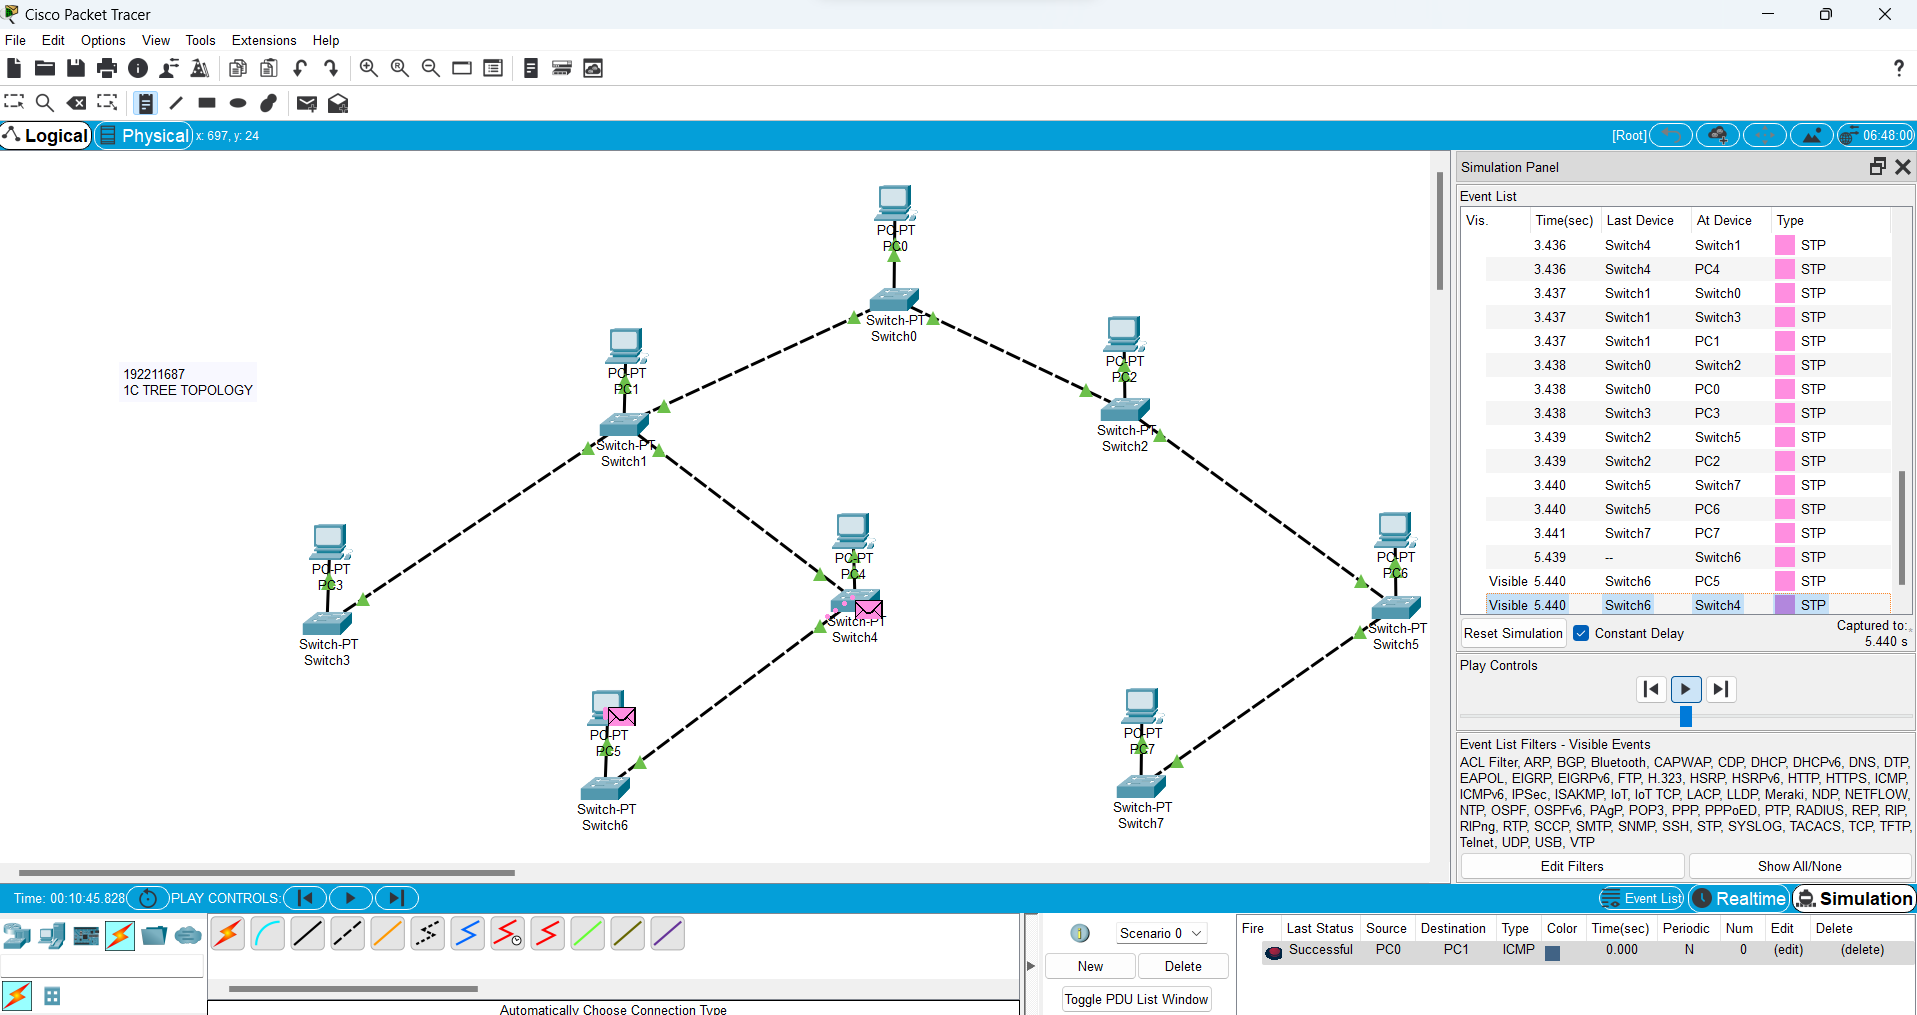 Cisco Packet Tracer
File Edit Options View Tools Extensions Help
Logical Physical x: 697, y: 24 [Root] 06:48:00
PC-PT
PC0
Switch-PT
Switch0
PC-PT
PC1
Switch-PT
Switch1
PC-PT
PC2
Switch-PT
Switch2
192211687
1C TREE TOPOLOGY
PC-PT
PC3
Switch-PT
Switch3
PC-PT
PC4
Switch-PT
Switch4
PC-PT
PC6
Switch-PT
Switch5
PC-PT
PC5
Switch-PT
Switch6
PC-PT
PC7
Switch-PT
Switch7
Simulation Panel
Event List
Vis. Time(sec) Last Device At Device Type
3.436 Switch4 Switch1 STP
3.436 Switch4 PC4 STP
3.437 Switch1 Switch0 STP
3.437 Switch1 Switch3 STP
3.437 Switch1 PC1 STP
3.438 Switch0 Switch2 STP
3.438 Switch0 PC0 STP
3.438 Switch3 PC3 STP
3.439 Switch2 Switch5 STP
3.439 Switch2 PC2 STP
3.440 Switch5 Switch7 STP
3.440 Switch5 PC6 STP
3.441 Switch7 PC7 STP
5.439 -- Switch6 STP
Visible 5.440 Switch6 PC5 STP
Visible 5.440 Switch6 Switch4 STP
Reset Simulation Constant Delay Captured to:
5.440 s
Play Controls
Event List Filters - Visible Events
ACL Filter, ARP, BGP, Bluetooth, CAPWAP, CDP, DHCP, DHCPv6, DNS, DTP,
EAPOL, EIGRP, EIGRPv6, FTP, H.323, HSRP, HSRPv6, HTTP, HTTPS, ICMP,
ICMPv6, IPSec, ISAKMP, IoT, IoT TCP, LACP, LLDP, Meraki, NDP, NETFLOW,
NTP, OSPF, OSPFv6, PAgP, POP3, PPP, PPPoED, PTP, RADIUS, REP, RIP,
RIPng, RTP, SCCP, SMTP, SNMP, SSH, STP, SYSLOG, TACACS, TCP, TFTP,
Telnet, UDP, USB, VTP
Edit Filters Show All/None
Time: 00:10:45.828 PLAY CONTROLS: Event List Realtime Simulation
Automatically Choose Connection Type
Scenario 0
New Delete
Toggle PDU List Window
Fire Last Status Source Destination Type Color Time(sec) Periodic Num Edit Delete
Successful PC0 PC1 ICMP 0.000 N 0 (edit) (delete)